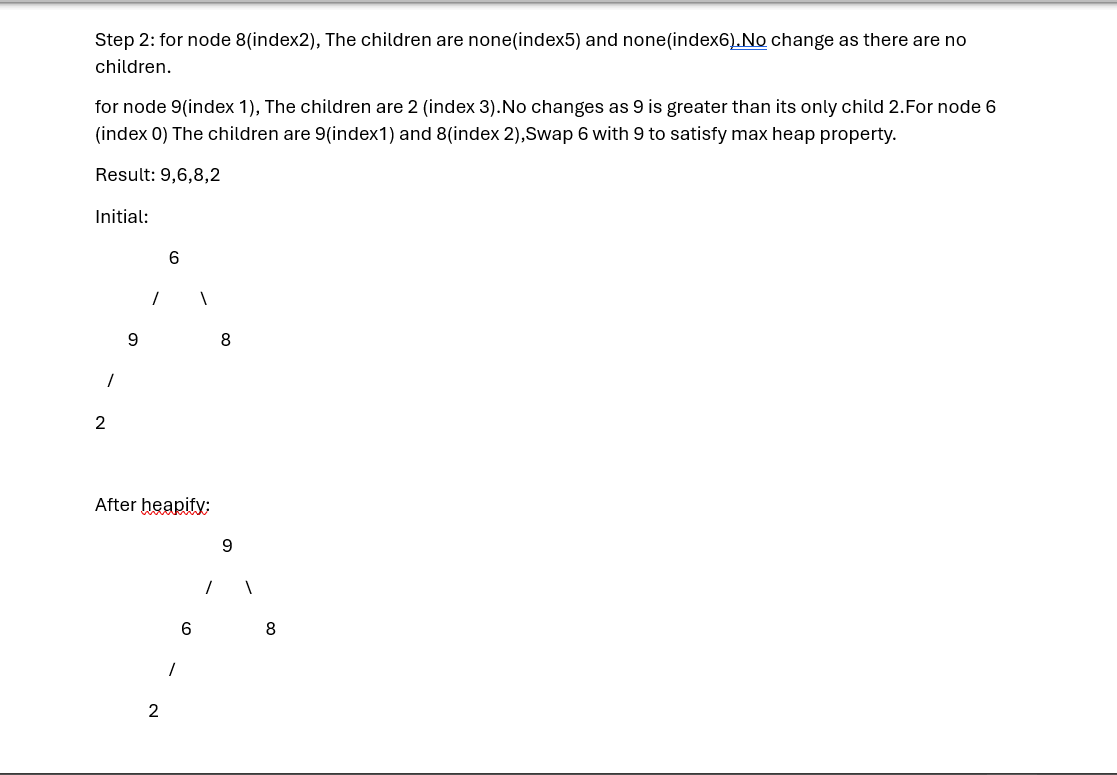 Step 2: for node 8(index2), The children are none(index5) and none(index6).No change as there are no
children.
for node 9(index 1), The children are 2 (index 3).No changes as 9 is greater than its only child 2.For node 6
(index 0) The children are 9(index1) and 8(index 2),Swap 6 with 9 to satisfy max heap property.
Result: 9,6,8,2
Initial:
6
/ \
9 8
/
2
After heapify:
9
/ \
6 8
/
2